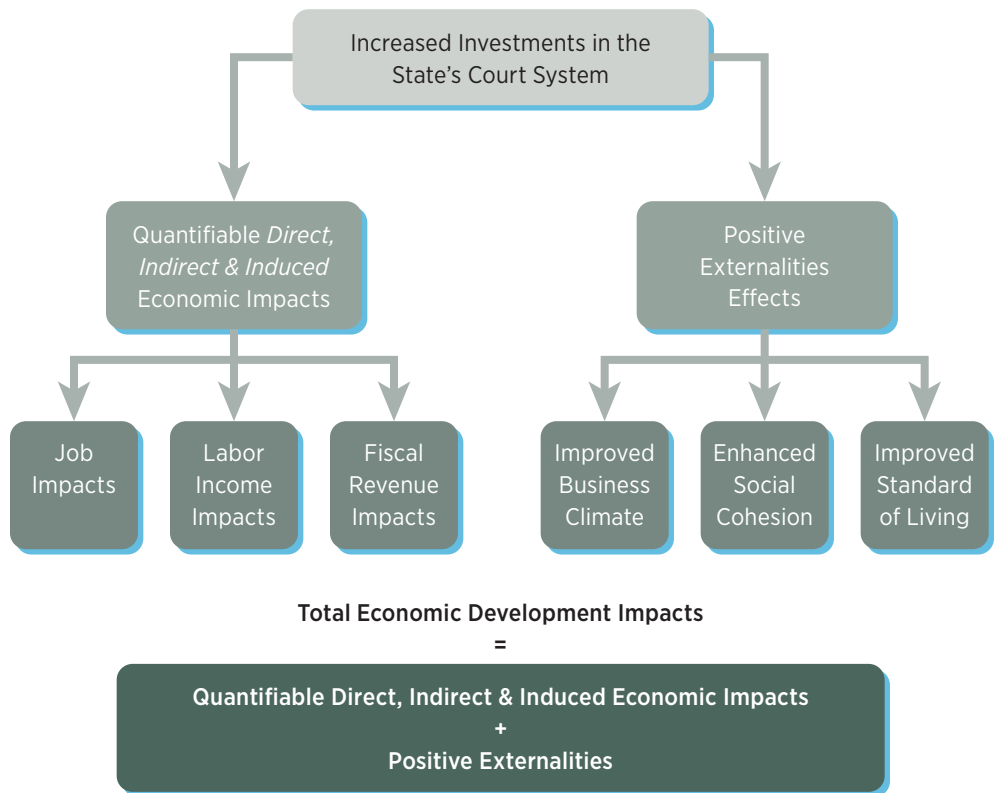 Increased Investments in the
State's Court System
Quantifiable Direct,
Indirect & Induced
Economic Impacts
Positive
Externalities
Effects
Job
Impacts
Labor
Income
Impacts
Fiscal
Revenue
Impacts
Improved
Business
Climate
Enhanced
Social
Cohesion
Improved
Standard
of Living
Total Economic Development Impacts
=
Quantifiable Direct, Indirect & Induced Economic Impacts
+
Positive Externalities